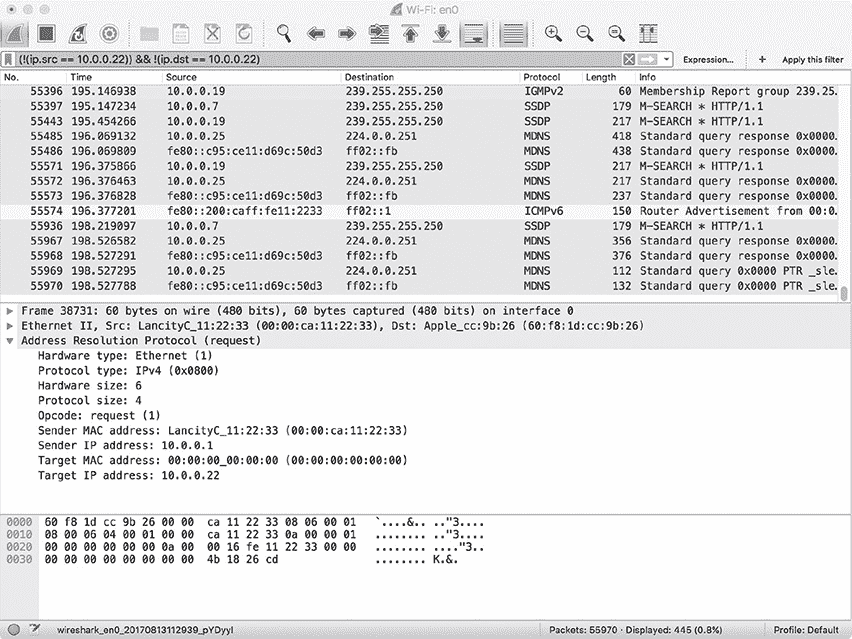 Wi-Fi: en0
(!(ip.src == 10.0.0.22)) && !(ip.dst == 10.0.0.22) Expression... + Apply this filter
No. Time Source Destination Protocol Length Info
55396 195.146938 10.0.0.19 239.255.255.250 IGMPv2 60 Membership Report group 239.25.
55397 195.147234 10.0.0.7 239.255.255.250 SSDP 179 M-SEARCH * HTTP/1.1
55443 195.454266 10.0.0.19 239.255.255.250 SSDP 217 M-SEARCH * HTTP/1.1
55485 196.069132 10.0.0.25 224.0.0.251 MDNS 418 Standard query response 0x0000.
55486 196.069809 fe80::c95:ce11:d69c:50d3 ff02::fb MDNS 438 Standard query response 0x0000.
55571 196.375866 10.0.0.19 239.255.255.250 SSDP 217 M-SEARCH * HTTP/1.1
55572 196.376463 10.0.0.25 224.0.0.251 MDNS 217 Standard query response 0x0000.
55573 196.376828 fe80::c95:ce11:d69c:50d3 ff02::fb MDNS 237 Standard query response 0x0000.
55574 196.377201 fe80::200:caff:fe11:2233 ff02::1 ICMPv6 150 Router Advertisement from 00:0.
55936 198.219097 10.0.0.7 239.255.255.250 SSDP 179 M-SEARCH * HTTP/1.1
55967 198.526582 10.0.0.25 224.0.0.251 MDNS 356 Standard query response 0x0000.
55968 198.527291 fe80::c95:ce11:d69c:50d3 ff02::fb MDNS 376 Standard query response 0x0000.
55969 198.527295 10.0.0.25 224.0.0.251 MDNS 112 Standard query 0x0000 PTR _sle.
55970 198.527788 fe80::c95:ce11:d69c:50d3 ff02::fb MDNS 132 Standard query 0x0000 PTR _sle.
Frame 38731: 60 bytes on wire (480 bits), 60 bytes captured (480 bits) on interface 0
Ethernet II, Src: LancityC_11:22:33 (00:00:ca:11:22:33), Dst: Apple_cc:9b:26 (60:f8:1d:cc:9b:26)
Address Resolution Protocol (request)
Hardware type: Ethernet (1)
Protocol type: IPv4 (0x0800)
Hardware size: 6
Protocol size: 4
Opcode: request (1)
Sender MAC address: LancityC_11:22:33 (00:00:ca:11:22:33)
Sender IP address: 10.0.0.1
Target MAC address: 00:00:00_00:00:00 (00:00:00:00:00:00)
Target IP address: 10.0.0.22
0000 60 f8 1d cc 9b 26 00 00 ca 11 22 33 08 06 00 01 `....&.. .."3....
0010 08 00 06 04 00 01 00 00 ca 11 22 33 0a 00 00 01 ........ .."3....
0020 00 00 00 00 00 00 0a 00 00 16 fe 11 22 33 00 00 ........ ...."3..
0030 00 00 00 00 00 00 00 00 4b 18 26 cd ........ K.&.
wireshark_en0_20170813112939_pYDyyI Packets: 55970 · Displayed: 445 (0.8%) Profile: Default